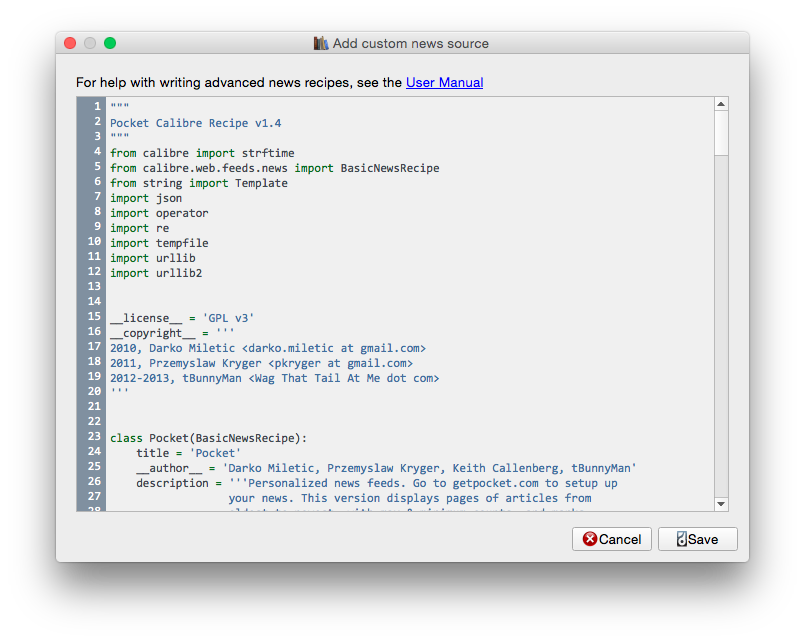 Add custom news source
For help with writing advanced news recipes, see the User Manual
1 """
2 Pocket Calibre Recipe v1.4
3 """
4 from calibre import strftime
5 from calibre.web.feeds.news import BasicNewsRecipe
6 from string import Template
7 import json
8 import operator
9 import re
10 import tempfile
11 import urllib
12 import urllib2
13
14
15 __license__ = 'GPL v3'
16 __copyright__ = '''
17 2010, Darko Miletic <darko.miletic at gmail.com>
18 2011, Przemyslaw Kryger <pkryger at gmail.com>
19 2012-2013, tBunnyMan <Wag That Tail At Me dot com>
20 '''
21
22
23 class Pocket(BasicNewsRecipe):
24     title = 'Pocket'
25     __author__ = 'Darko Miletic, Przemyslaw Kryger, Keith Callenberg, tBunnyMan'
26     description = '''Personalized news feeds. Go to getpocket.com to setup up
27                   your news. This version displays pages of articles from
28
Cancel
Save